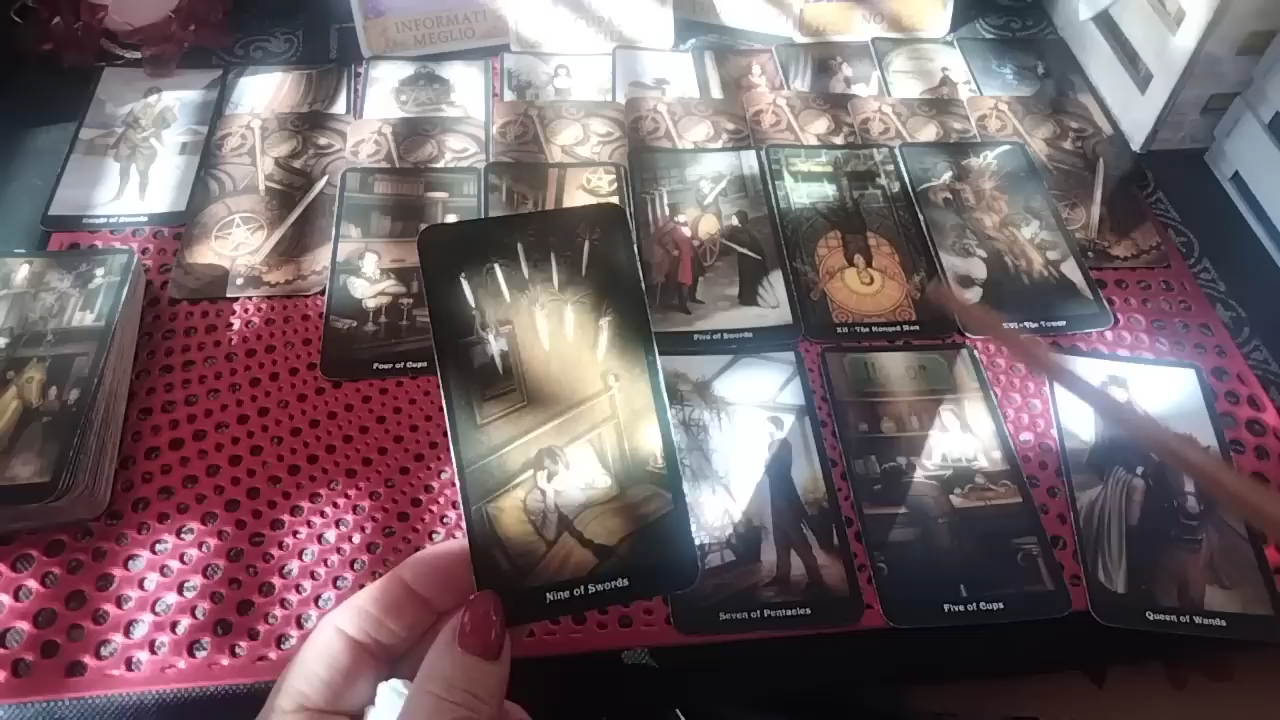 INFORMATI
MEGLIO
NO
Four of Cups
Five of Swords
XII - The Hanged Man
XVI - The Tower
Nine of Swords
Seven of Pentacles
Five of Cups
Queen of Wands